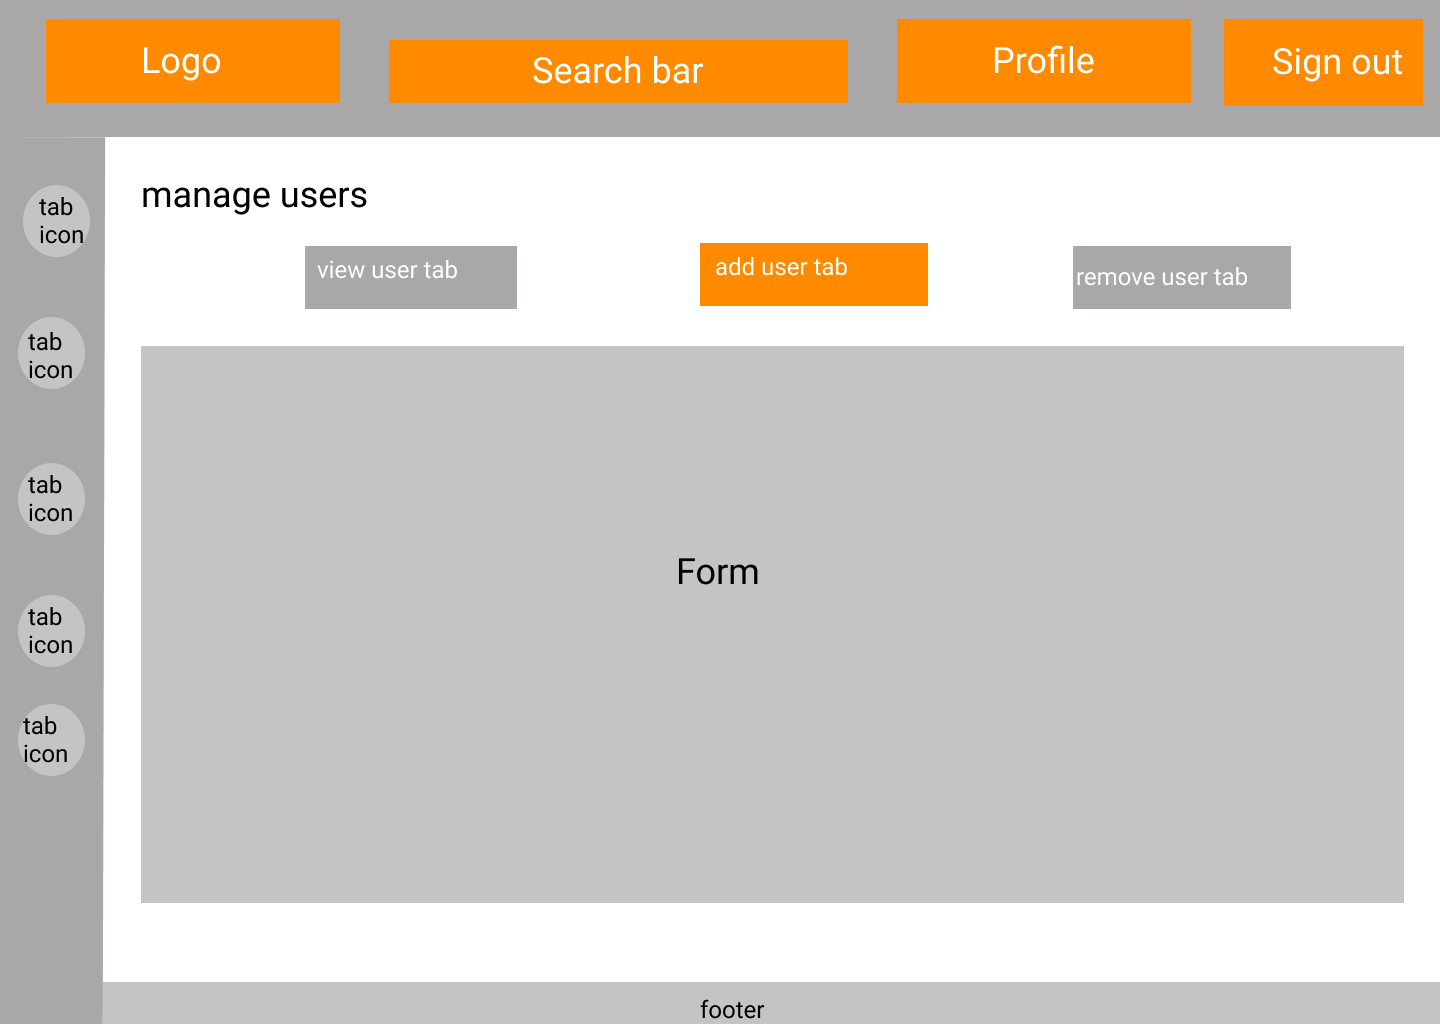 Logo
Search bar
Profile
Sign out
tab
icon
tab
icon
tab
icon
tab
icon
tab
icon
manage users
view user tab
add user tab
remove user tab
Form
footer